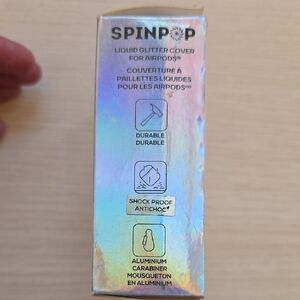 SPINPOP
LIQUID GLITTER COVER
FOR AIRPODS®
COUVERTURE À
PAILLETTES LIQUIDES
POUR LES AIRPODS
DURABLE
DURABLE
SHOCK PROOF
ANTICHOC
ALUMINIUM
CARABINER
MOUSQUETON
EN ALUMINIUM